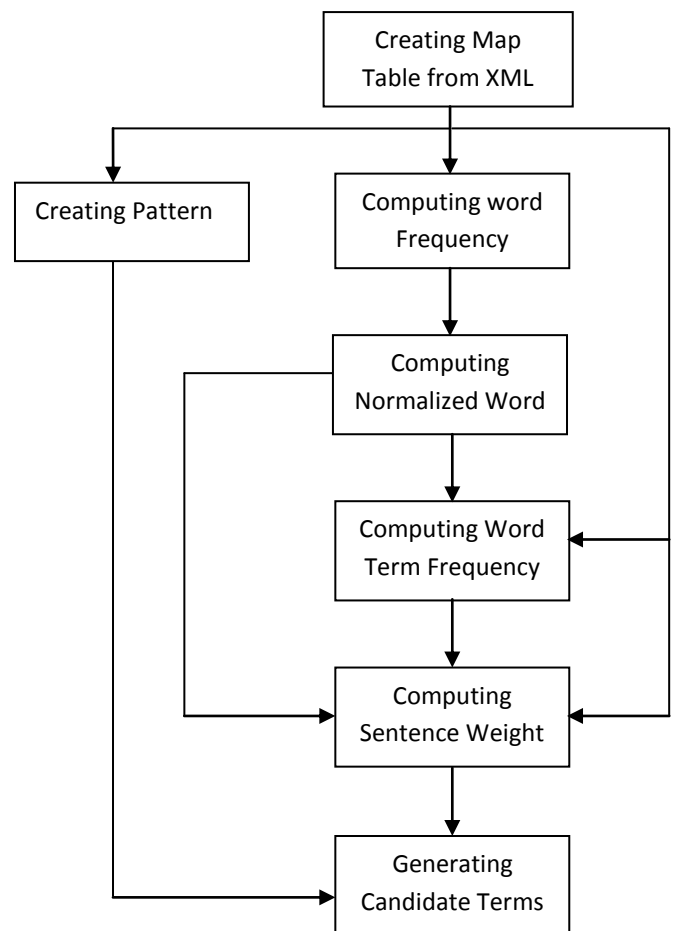 Creating Map
Table from XML
Creating Pattern
Computing word
Frequency
Computing
Normalized Word
Computing Word
Term Frequency
Computing
Sentence Weight
Generating
Candidate Terms